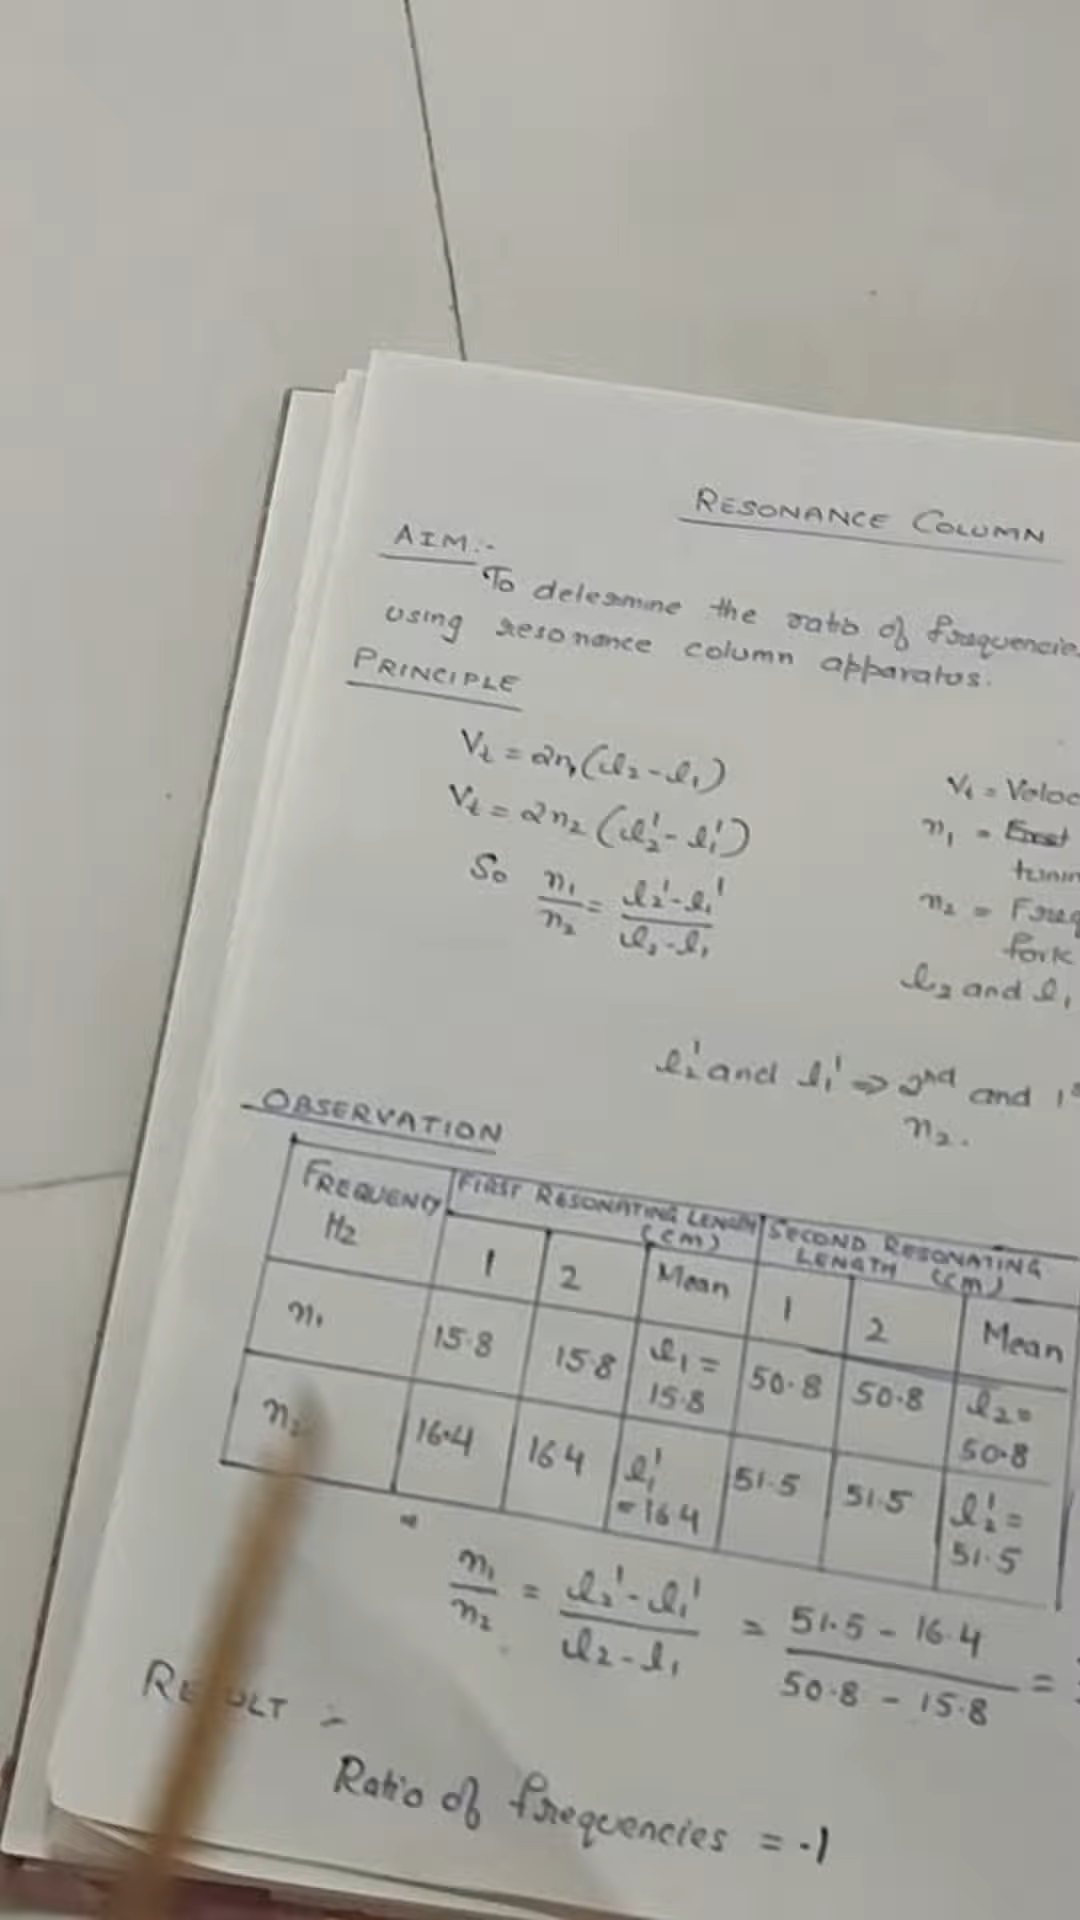 RESONANCE COLUMN
AIM:-
To determine the ratio of frequencie
using resonance column apparatus.
PRINCIPLE
Vt = 2n1(l2-l1)
Vt = Veloc
Vt = 2n2 (l2'-l1')
n1 =
tunin
So n1/n2 = l2'-l1'/l2-l1
n2 = Freq
fork
l2 and l1
l2' and l1' ⇒ 2nd and 1s
n2.
OBSERVATION
FREQUENCY Hz FIRST RESONATING LENGTH (cm) SECOND RESONATING LENGTH (cm)
1 2 Mean 1 2 Mean
n1 15.8 15.8 l1 = 15.8 50.8 50.8 l2= 50.8
n2 16.4 16 4 l1' = 16 4 51.5 51.5 l2' = 51.5
n1/n2 = l2'-l1'/l2-l1 = 51.5 - 16.4/50.8 - 15.8 =
RESULT :-
Ratio of frequencies = -1